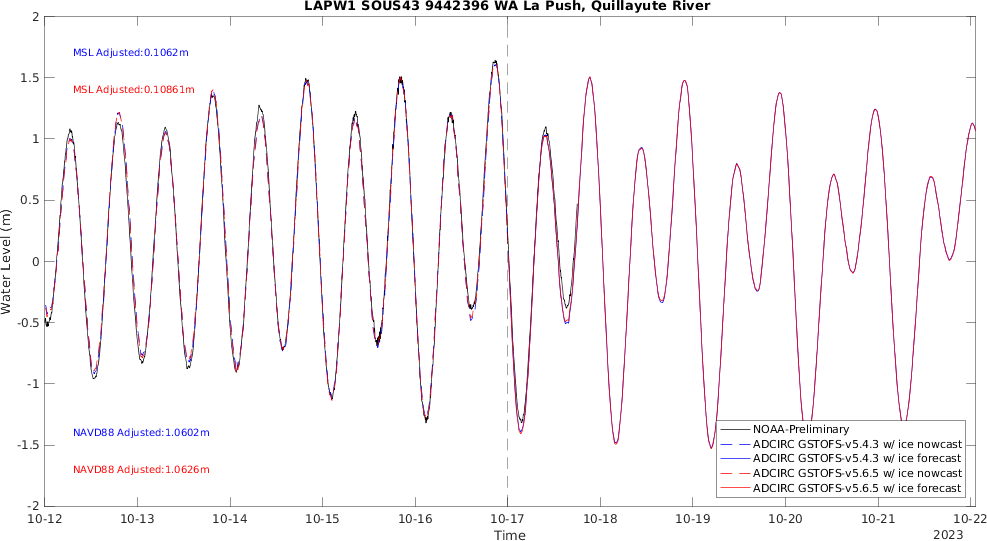 LAPW1 SOUS43 9442396 WA La Push, Quillayute River
2
1.5
1
0.5
0
-0.5
-1
-1.5
-2
Water Level (m)
MSL Adjusted:0.1062m
MSL Adjusted:0.10861m
NAVD88 Adjusted:1.0602m
NAVD88 Adjusted:1.0626m
NOAA-Preliminary
ADCIRC GSTOFS-v5.4.3 w/ ice nowcast
ADCIRC GSTOFS-v5.4.3 w/ ice forecast
ADCIRC GSTOFS-v5.6.5 w/ ice nowcast
ADCIRC GSTOFS-v5.6.5 w/ ice forecast
10-12 10-13 10-14 10-15 10-16 10-17 10-18 10-19 10-20 10-21 10-22
Time
2023